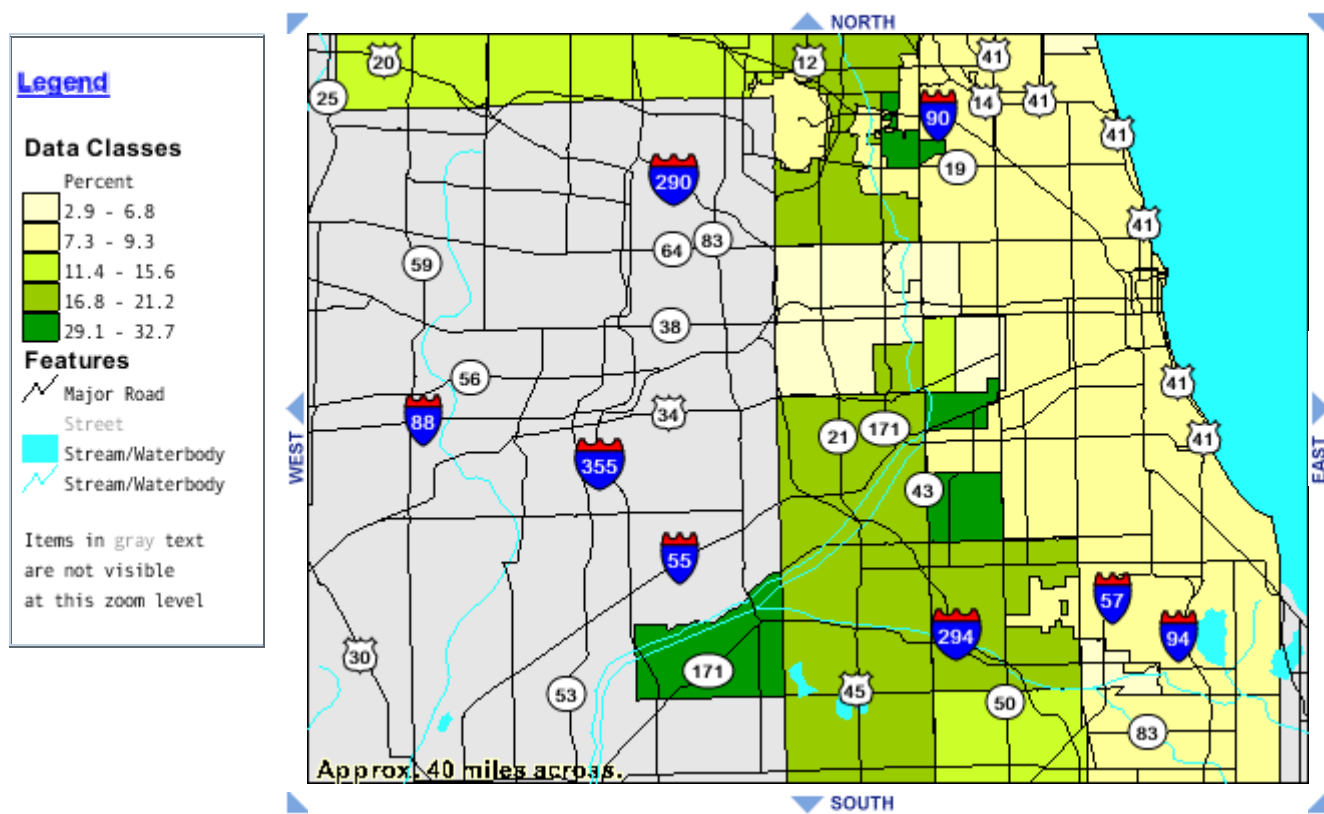 Legend
Data Classes
Percent
2.9 - 6.8
7.3 - 9.3
11.4 - 15.6
16.8 - 21.2
29.1 - 32.7
Features
Major Road
Street
Stream/Waterbody
Stream/Waterbody
Items in gray text
are not visible
at this zoom level
NORTH
20
12
41
25
14
41
90
41
19
290
41
83
64
59
38
56
41
34
88
21
171
41
WEST
EAST
355
43
55
57
294
94
30
171
53
45
50
83
Approx. 40 miles across.
SOUTH